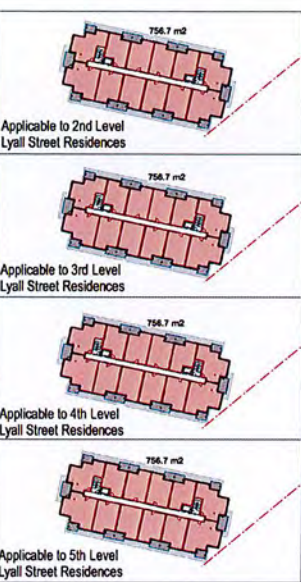 756.7 m2
Applicable to 2nd Level
Lyall Street Residences
756.7 m2
Applicable to 3rd Level
Lyall Street Residences
756.7 m2
Applicable to 4th Level
Lyall Street Residences
756.7 m2
Applicable to 5th Level
Lyall Street Residences